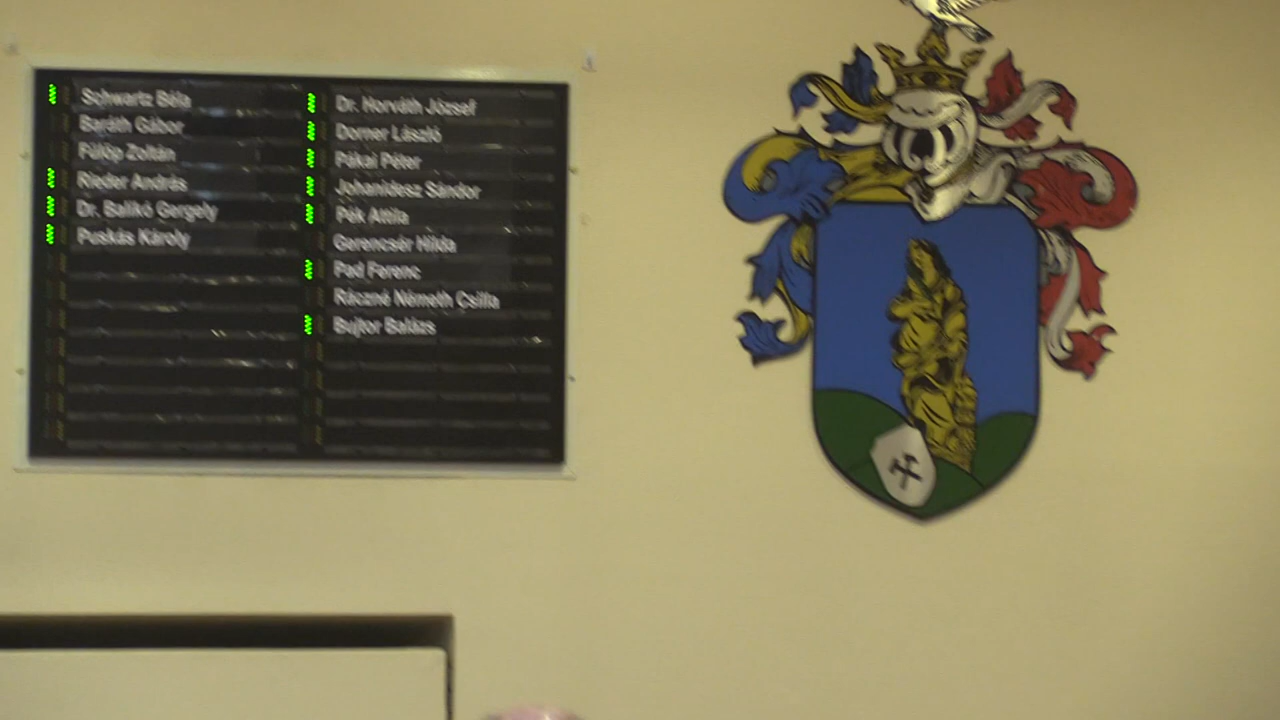 Schwartz Béla
Baráth Gábor
Fülöp Zoltán
Rieder András
Dr. Balikó Gergely
Puskás Károly
Dr. Horváth József
Dorner László
Pákai Péter
Johanidesz Sándor
Pék Attila
Gerencsér Hilda
Pad Ferenc
Ráczné Németh Csilla
Bujtor Balázs